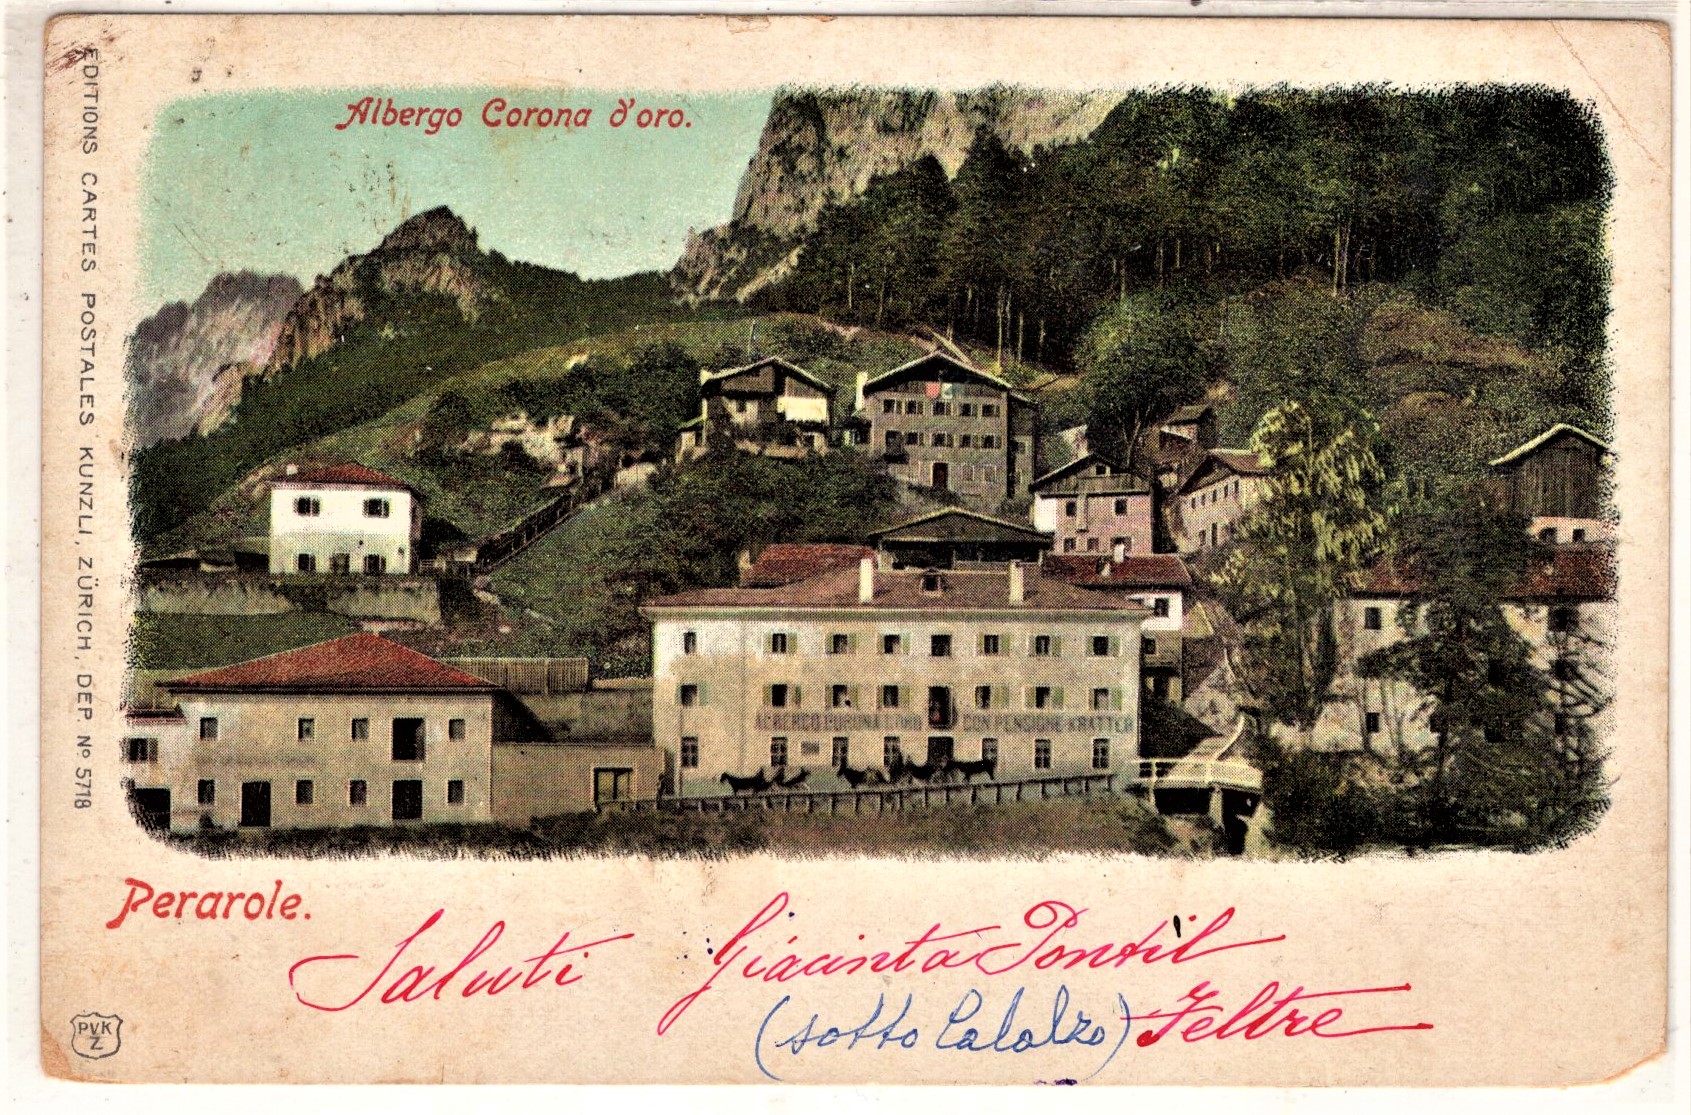 EDITIONS CARTES POSTALES KUNZLI, ZÜRICH, DEP. Nº 5718
Albergo Corona d'oro.
ALBERGO CORONA D'ORO CON PENSIONE KRATTER
Perarole.
Saluti Giacinta Pontil
(sotto Calalzo) Feltre
PVK
Z